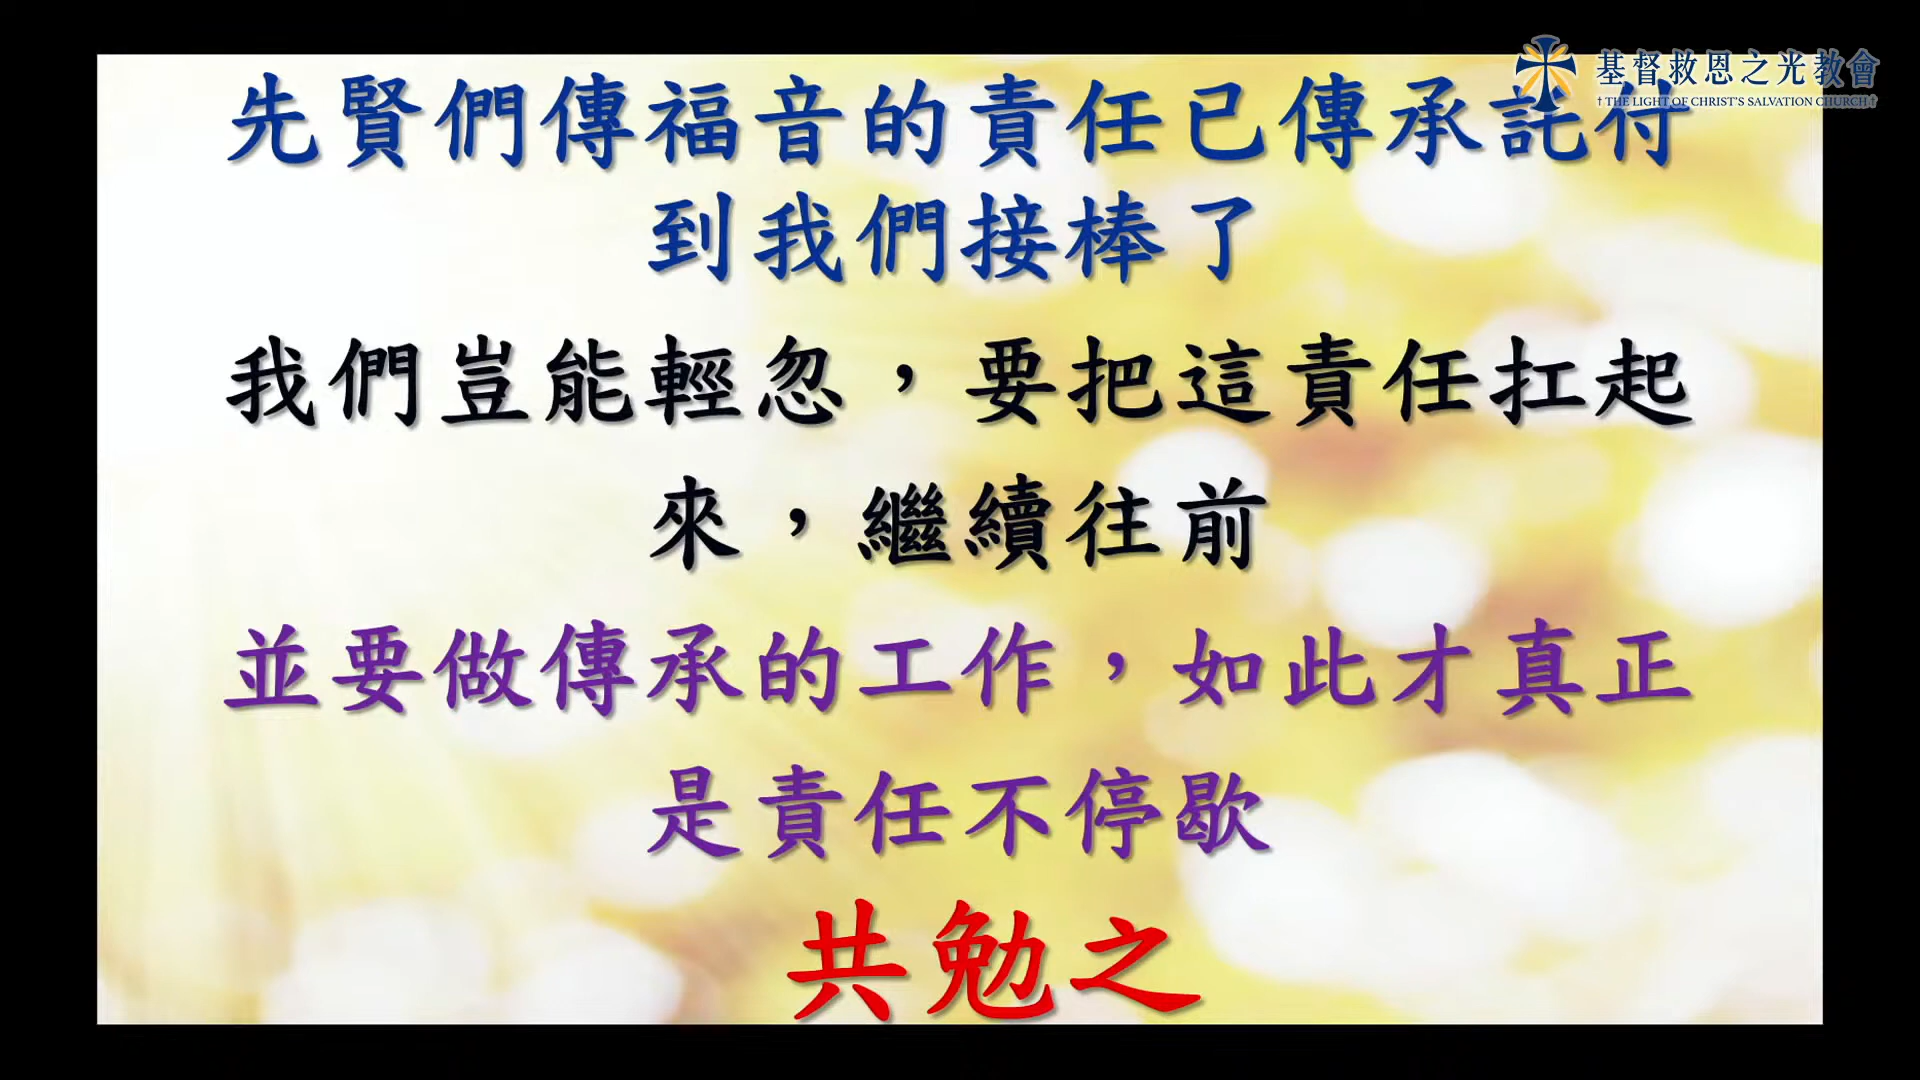 基督救恩之光教會
†THE LIGHT OF CHRIST'S SALVATION CHURCH†
先賢們傳福音的責任已傳承託付
到我們接棒了
我們豈能輕忽，要把這責任扛起
來，繼續往前
並要做傳承的工作，如此才真正
是責任不停歇
共勉之